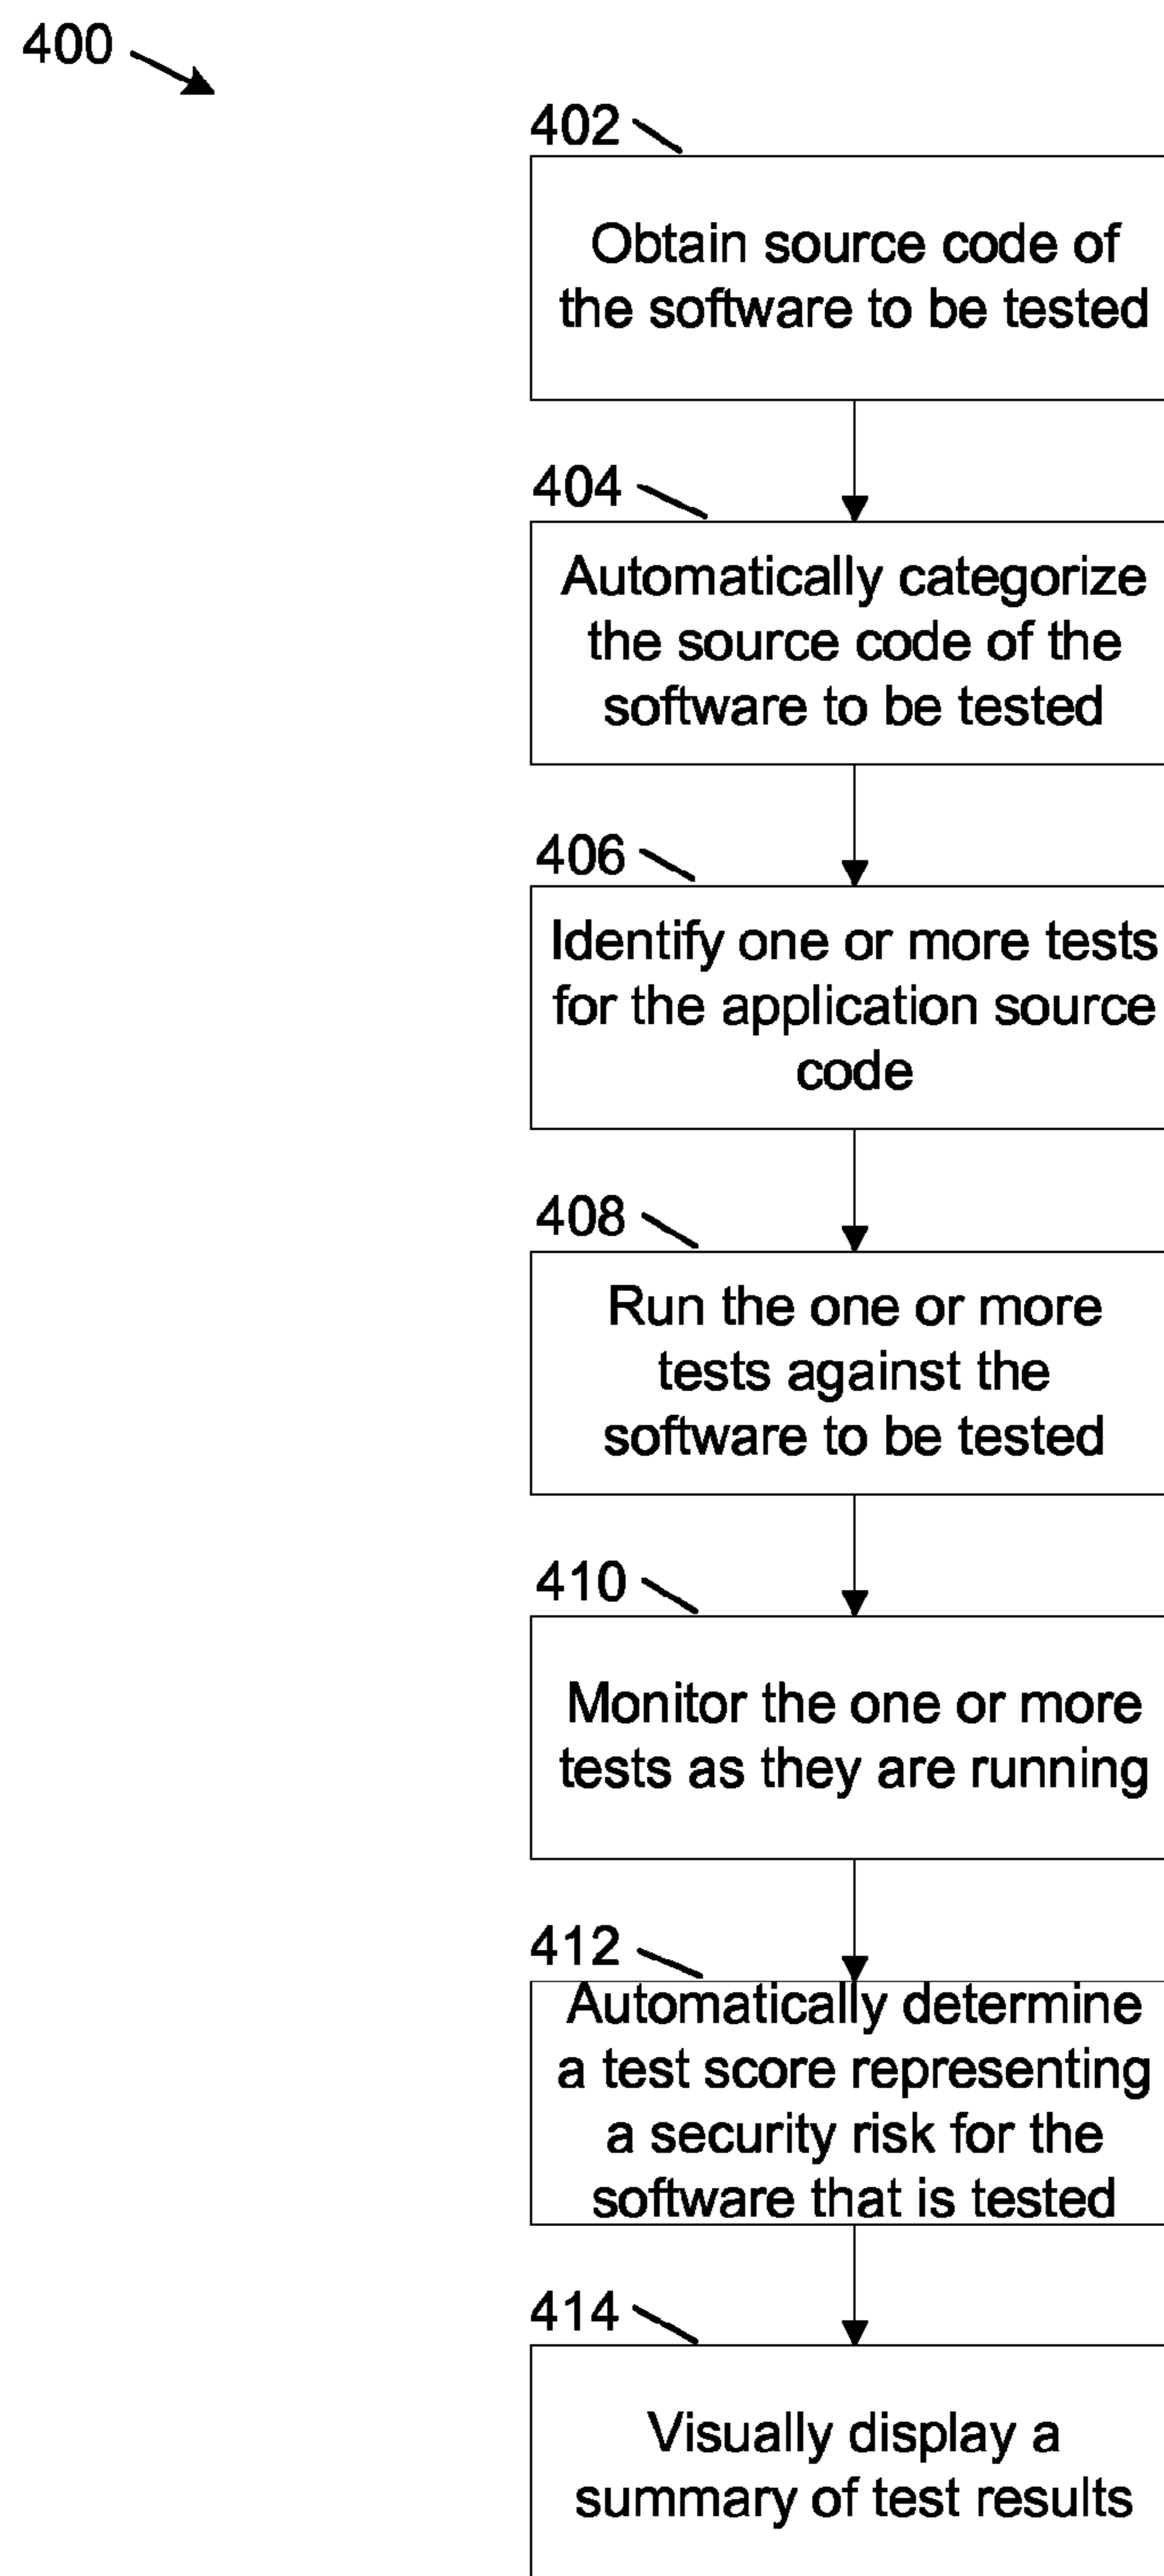 400
402
Obtain source code of
the software to be tested
404
Automatically categorize
the source code of the
software to be tested
406
Identify one or more tests
for the application source
code
408
Run the one or more
tests against the
software to be tested
410
Monitor the one or more
tests as they are running
412
Automatically determine
a test score representing
a security risk for the
software that is tested
414
Visually display a
summary of test results